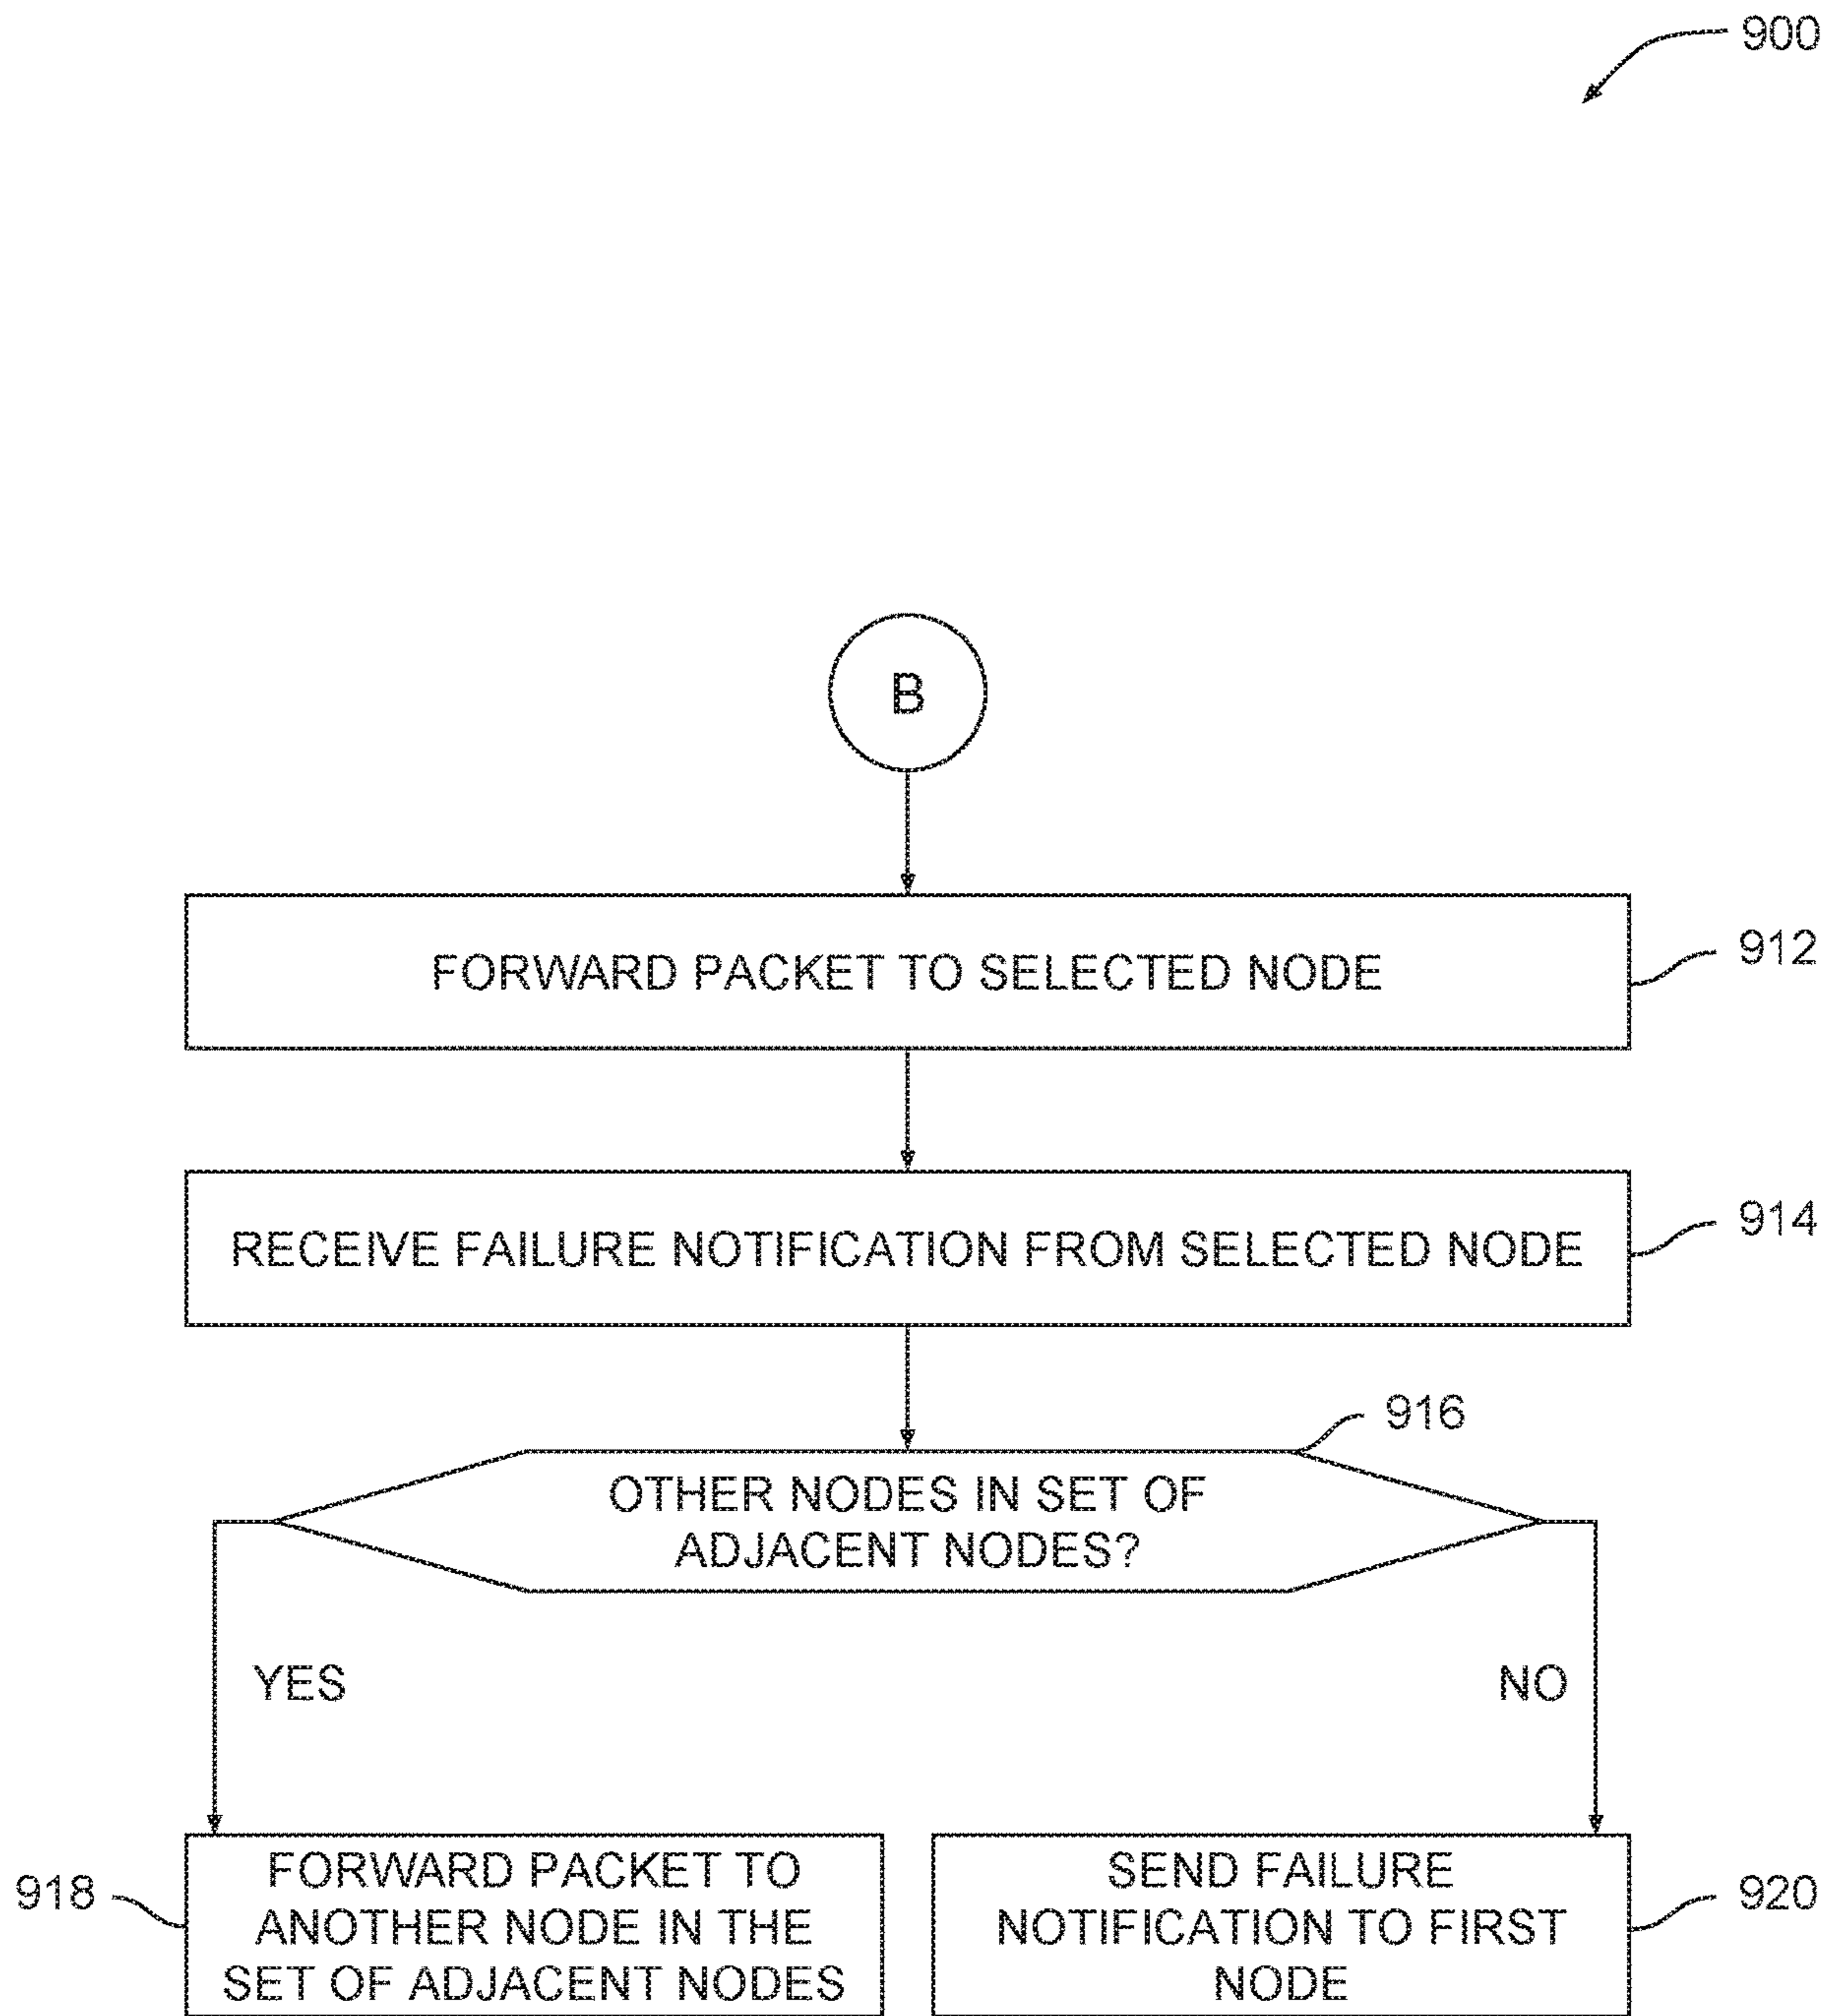 900
B
FORWARD PACKET TO SELECTED NODE
912
RECEIVE FAILURE NOTIFICATION FROM SELECTED NODE
914
916
OTHER NODES IN SET OF
ADJACENT NODES?
YES
NO
918
FORWARD PACKET TO
ANOTHER NODE IN THE
SET OF ADJACENT NODES
SEND FAILURE
NOTIFICATION TO FIRST
NODE
920